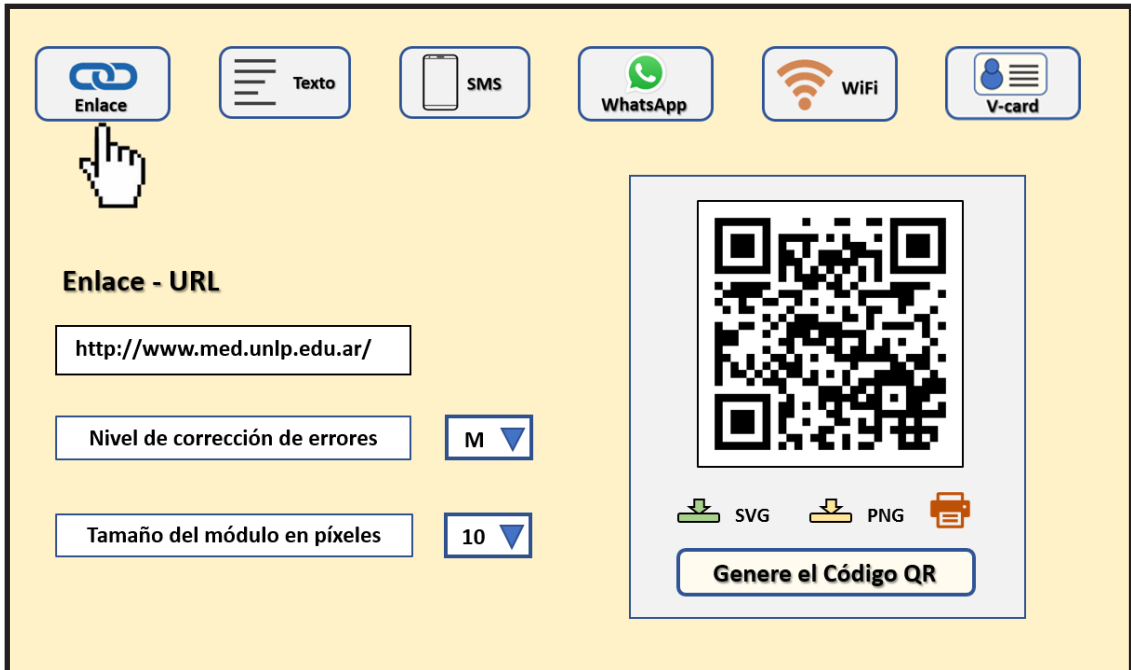 Enlace
Texto
SMS
WhatsApp
WiFi
V-card
Enlace - URL
http://www.med.unlp.edu.ar/
Nivel de corrección de errores
M
Tamaño del módulo en píxeles
10
SVG
PNG
Genere el Código QR